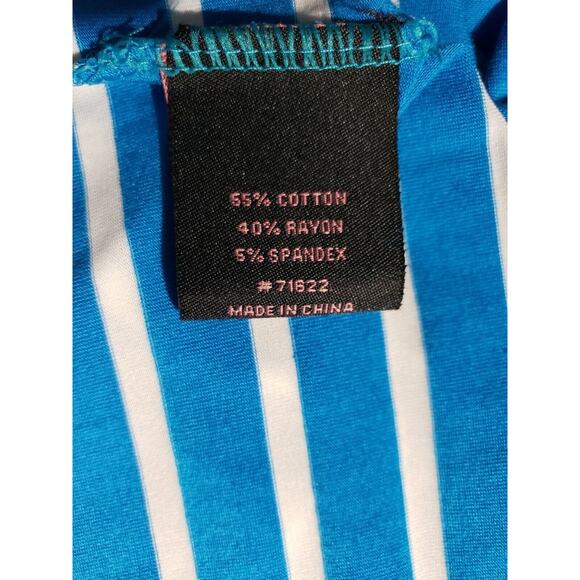 55% COTTON
40% RAYON
5% SPANDEX
#71622
MADE IN CHINA